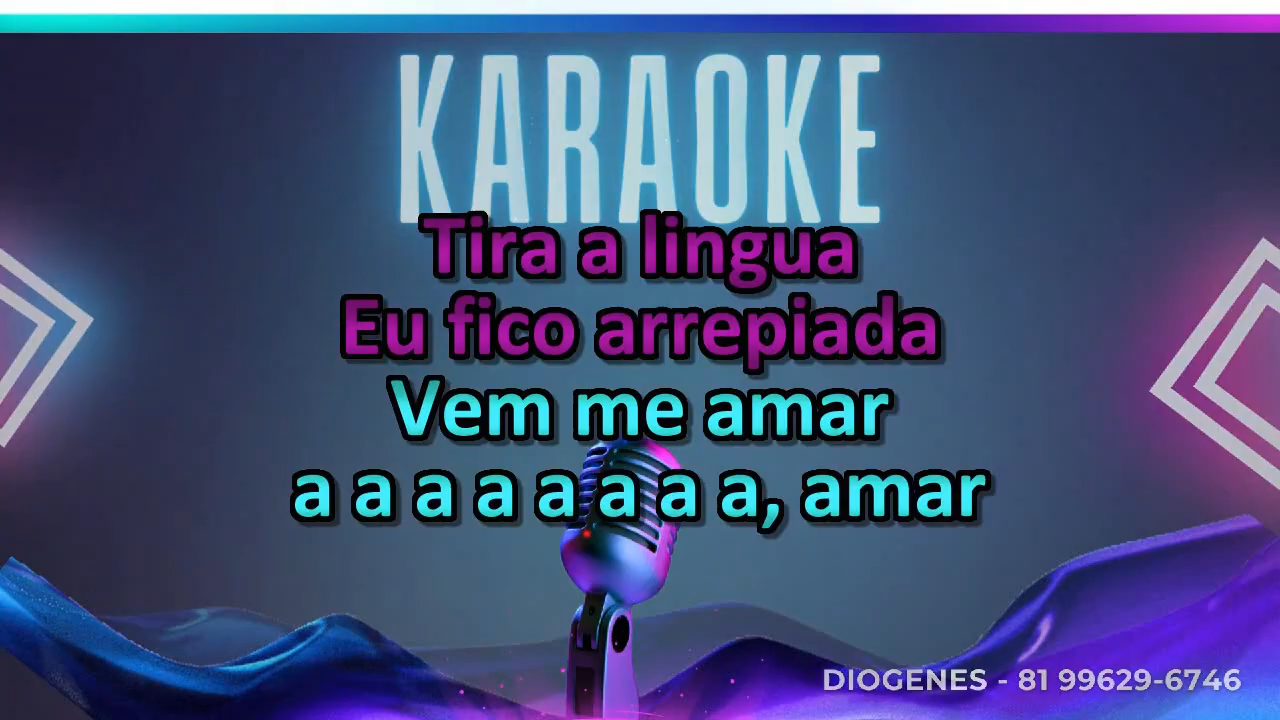 KARAOKE
Tira a lingua
Eu fico arrepiada
Vem me amar
a a a a a a a a, amar
DIOGENES - 81 99629-6746